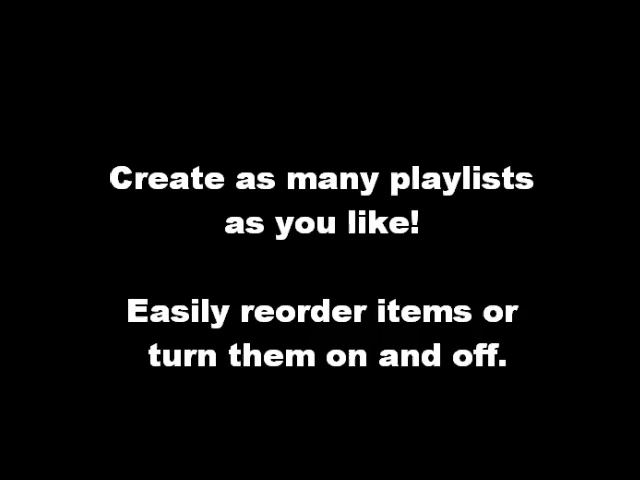 Create as many playlists
as you like!
Easily reorder items or
turn them on and off.